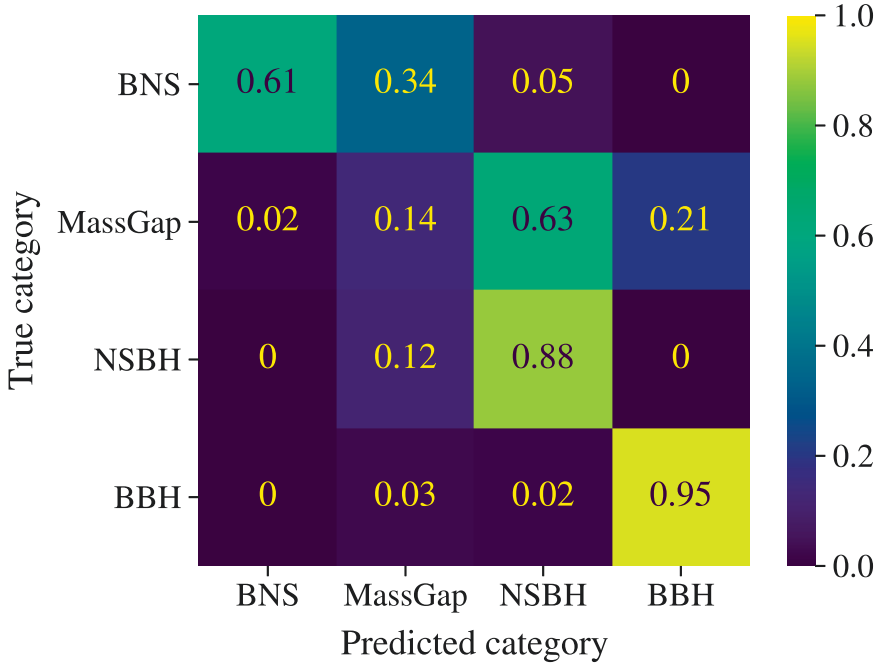 1.0
BNS 0.61 0.34 0.05 0
0.8
MassGap 0.02 0.14 0.63 0.21
0.6
True category
0.4
NSBH 0 0.12 0.88 0
0.2
BBH 0 0.03 0.02 0.95
0.0
BNS MassGap NSBH BBH
Predicted category